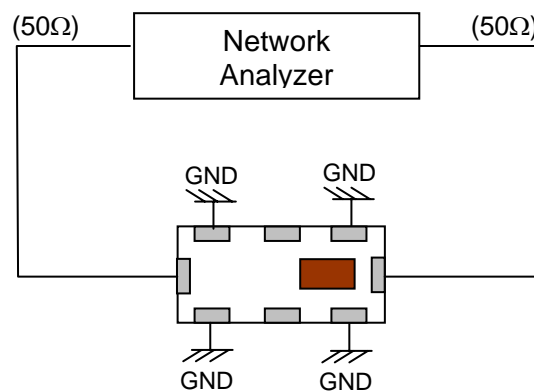 (50Ω)
Network
Analyzer
(50Ω)
GND
GND
GND
GND